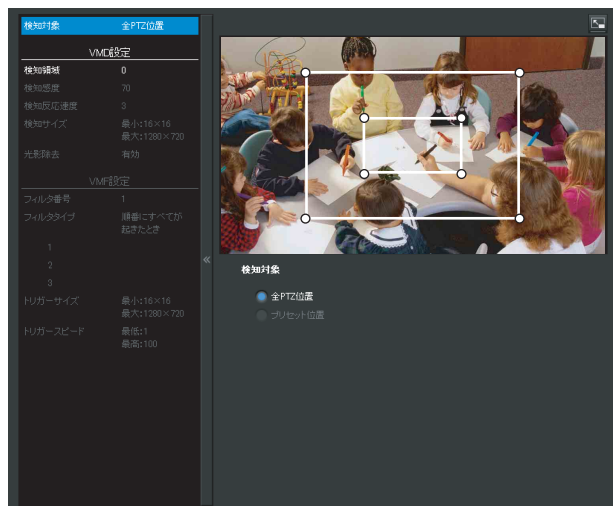 検知対象 全PTZ位置
VMD設定
検知領域 0
検知感度 70
検知反応速度 3
検知サイズ 最小:16×16
最大:1280×720
光影除去 有効
VMF設定
フィルタ番号 1
フィルタタイプ 順番にすべてが
起きたとき
1
2
3
トリガーサイズ 最小:16×16
最大:1280×720
トリガースピード 最低:1
最高:100
«
検知対象
全PTZ位置
プリセット位置